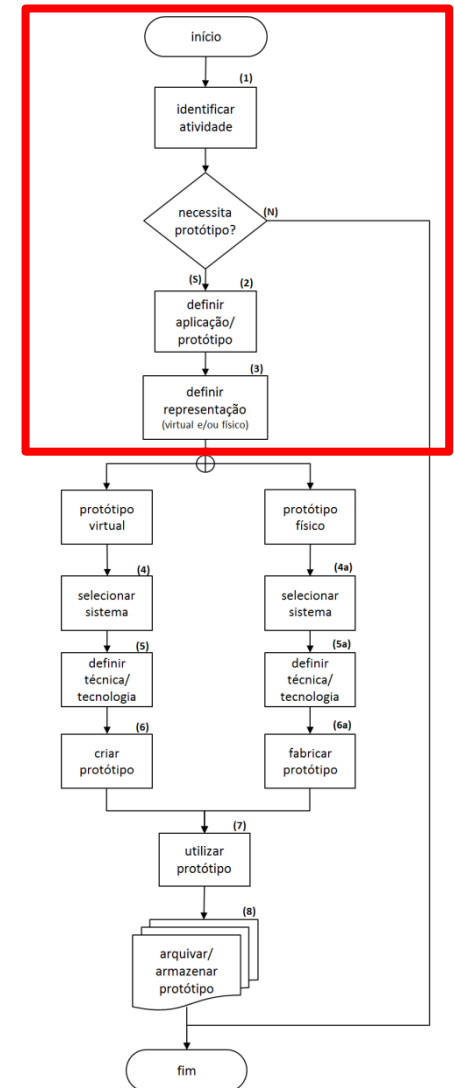 início
(1)
identificar
atividade
necessita
protótipo?
(N)
(S)
(2)
definir
aplicação/
protótipo
(3)
definir
representação
(virtual e/ou físico)
protótipo
virtual
protótipo
físico
(4)
selecionar
sistema
(4a)
selecionar
sistema
(5)
definir
técnica/
tecnologia
(5a)
definir
técnica/
tecnologia
(6)
criar
protótipo
(6a)
fabricar
protótipo
(7)
utilizar
protótipo
(8)
arquivar/
armazenar
protótipo
fim